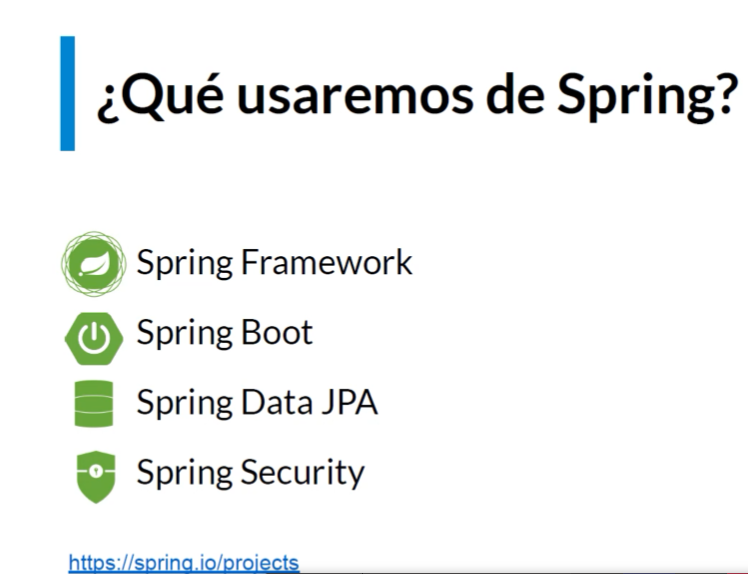 ¿Qué usaremos de Spring?
Spring Framework
Spring Boot
Spring Data JPA
Spring Security
https://spring.io/projects